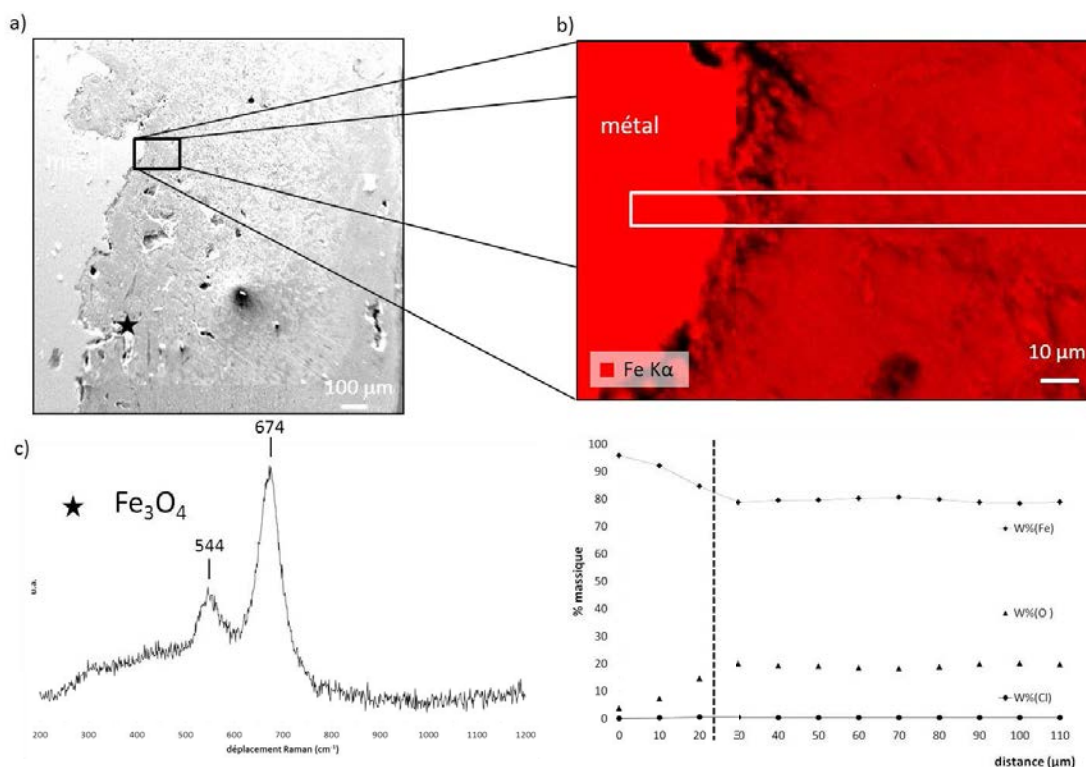 a)
métal
100 µm
b)
métal
Fe Kα
10 µm
c)
674
★ Fe₃O₄
544
u.a.
200 300 400 500 600 700 800 900 1000 1100 1200
déplacement Raman (cm⁻¹)
100
90
80
70
60
50
40
30
20
10
0
% massique
W%(Fe)
W%(O )
W%(Cl)
0 10 20 30 40 50 60 70 80 90 100 110
distance (µm)